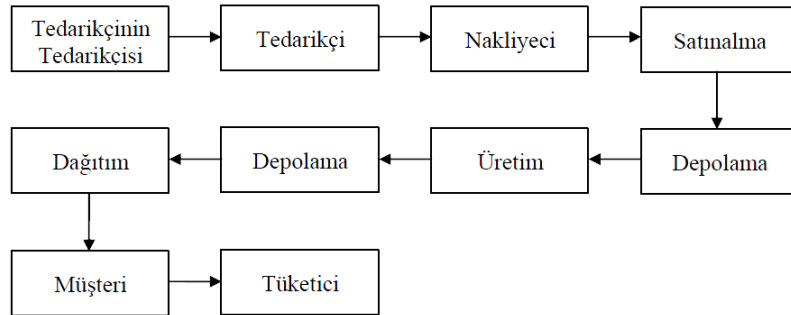 Tedarikçinin
Tedarikçisi
Tedarikçi
Nakliyeci
Satınalma
Dağıtım
Depolama
Üretim
Depolama
Müşteri
Tüketici